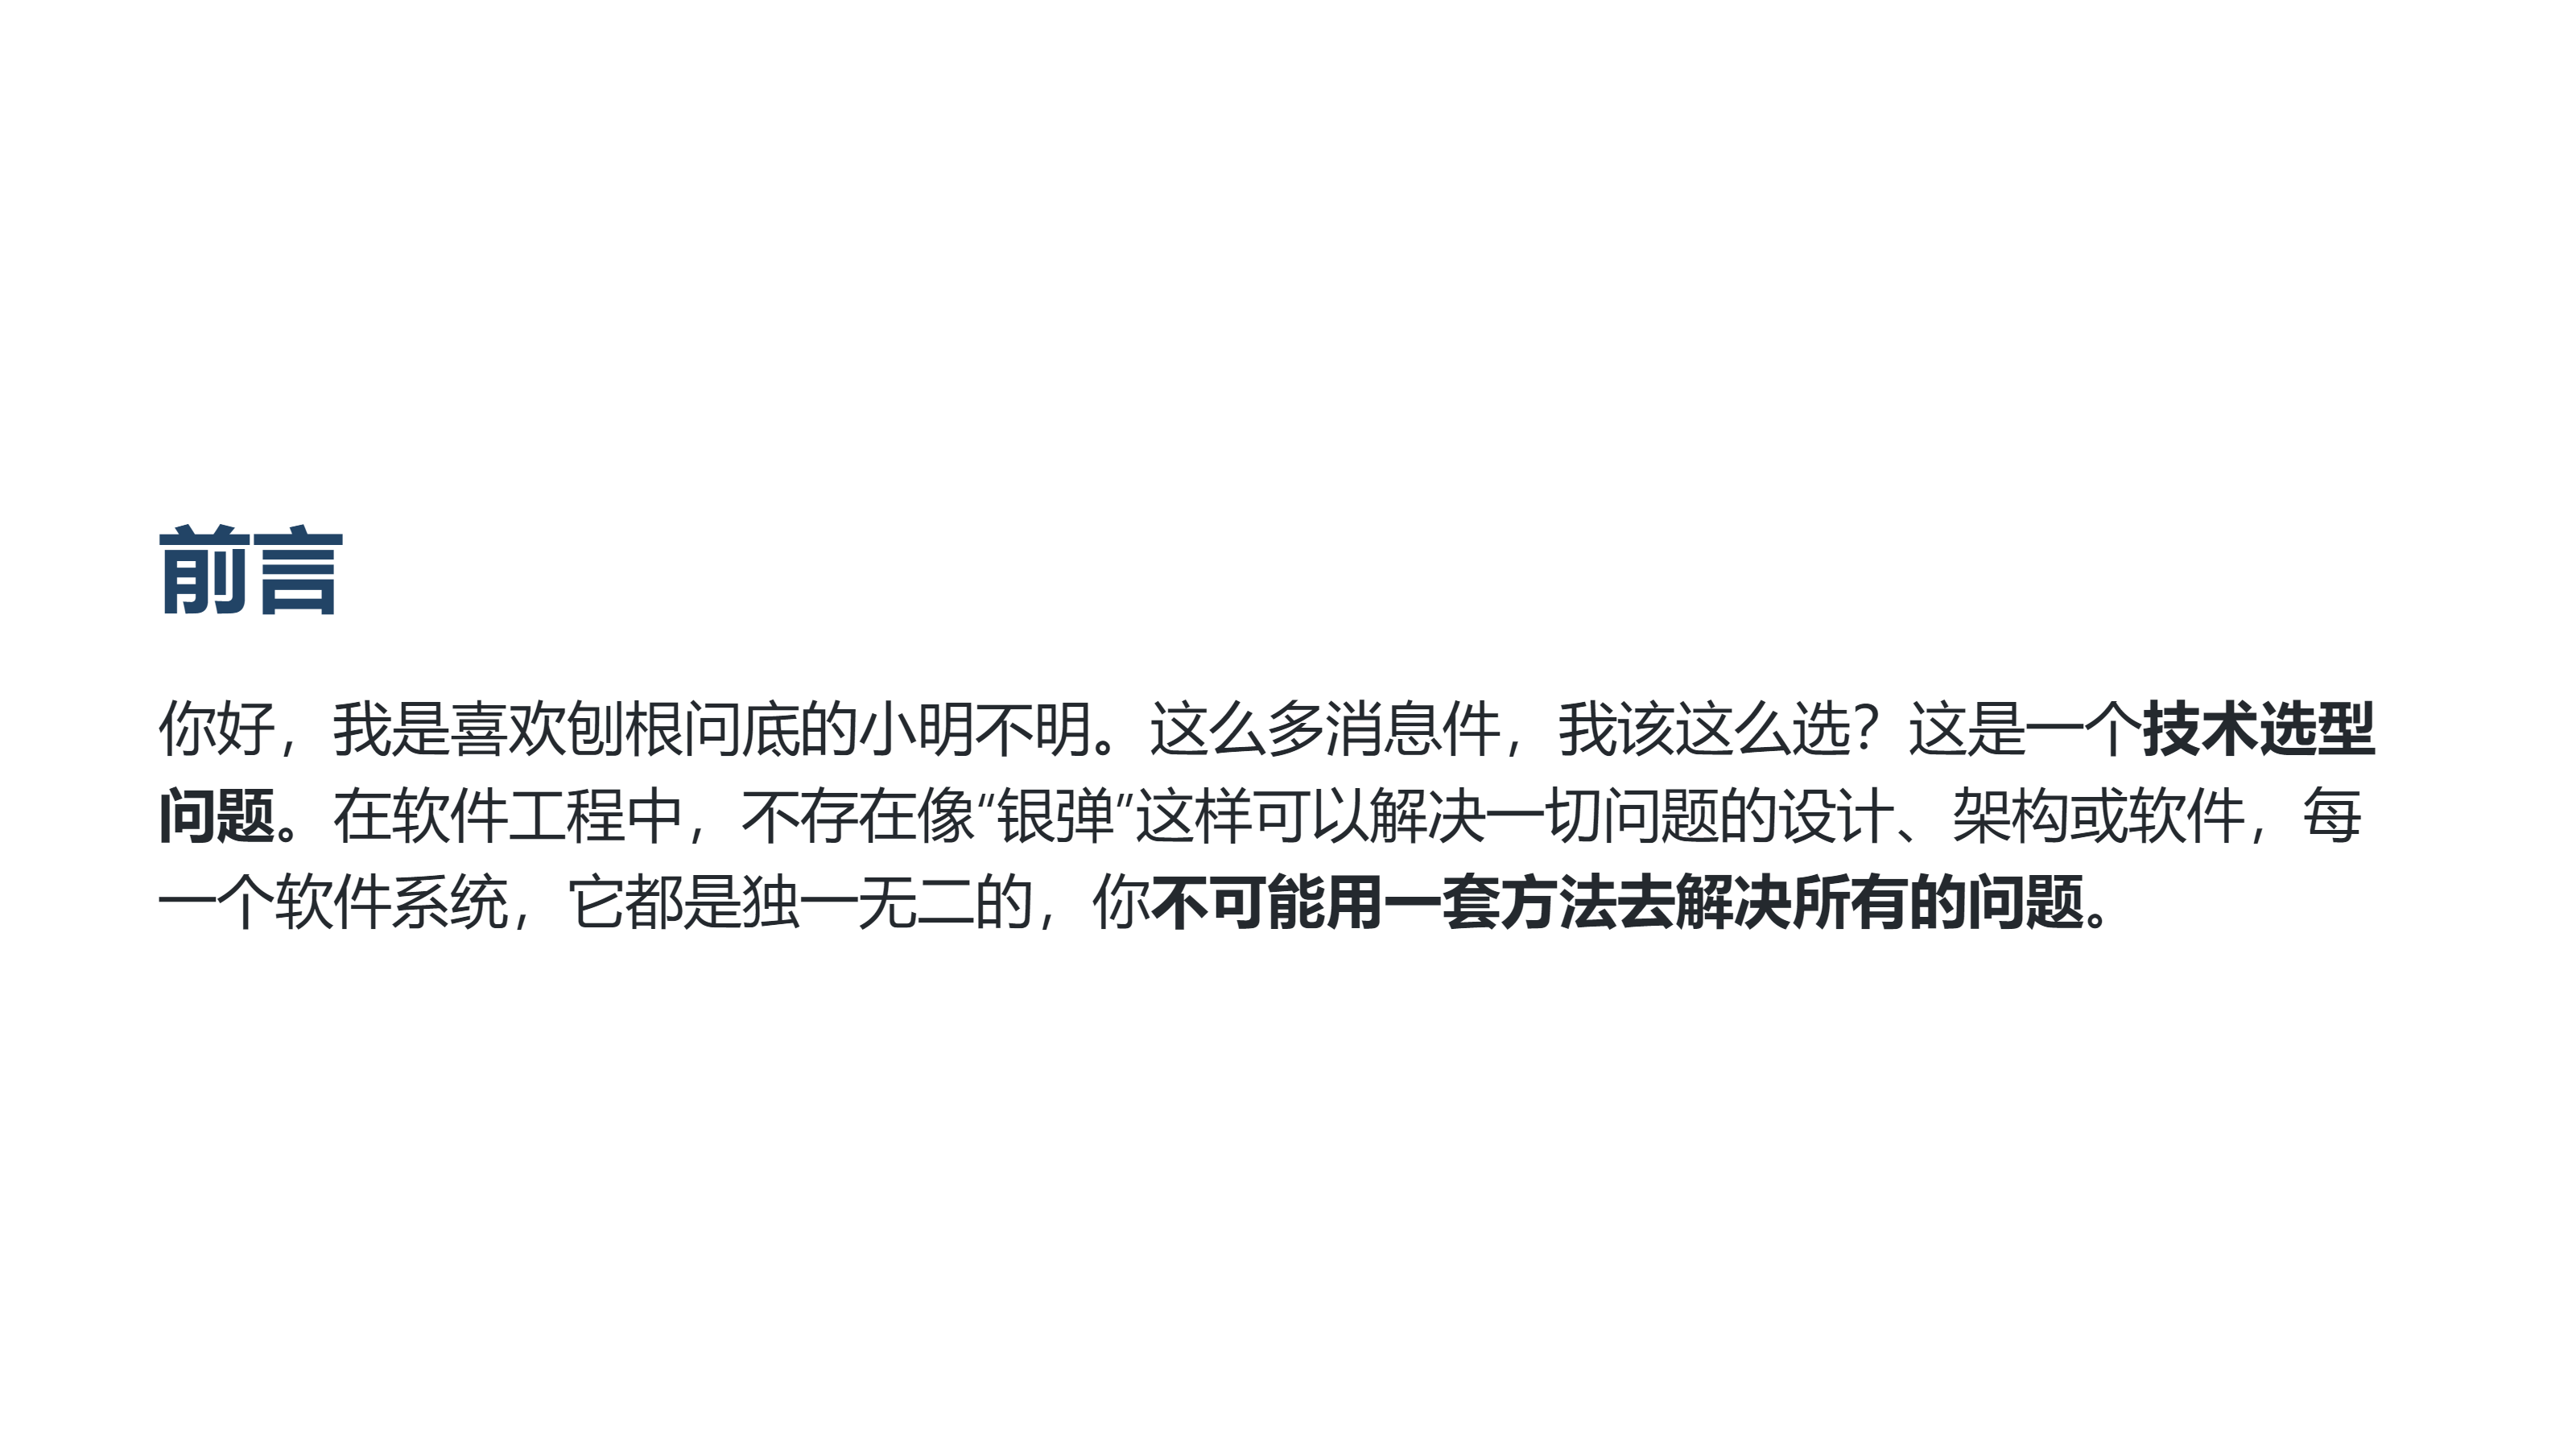 前言
你好，我是喜欢刨根问底的小明不明。这么多消息件，我该这么选？这是一个技术选型
问题。在软件工程中，不存在像“银弹”这样可以解决一切问题的设计、架构或软件，每
一个软件系统，它都是独一无二的，你不可能用一套方法去解决所有的问题。